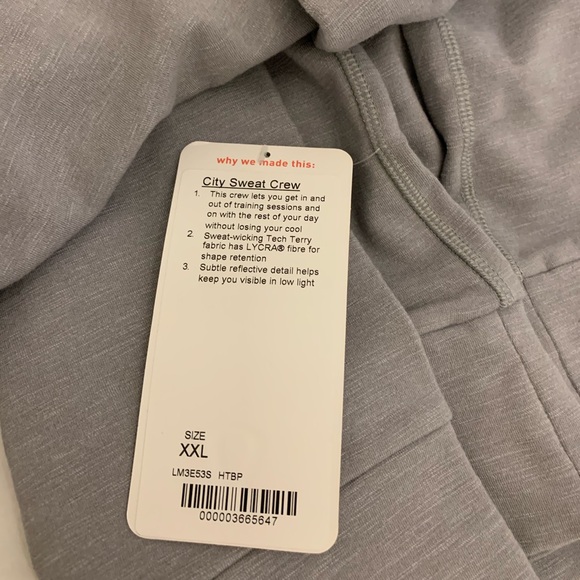 why we made this:
City Sweat Crew
1. This crew lets you get in and
out of training sessions and
on with the rest of your day
without losing your cool
2. Sweat-wicking Tech Terry
fabric has LYCRA® fibre for
shape retention
3. Subtle reflective detail helps
keep you visible in low light
SIZE
XXL
LM3E53S HTBP
000003665647